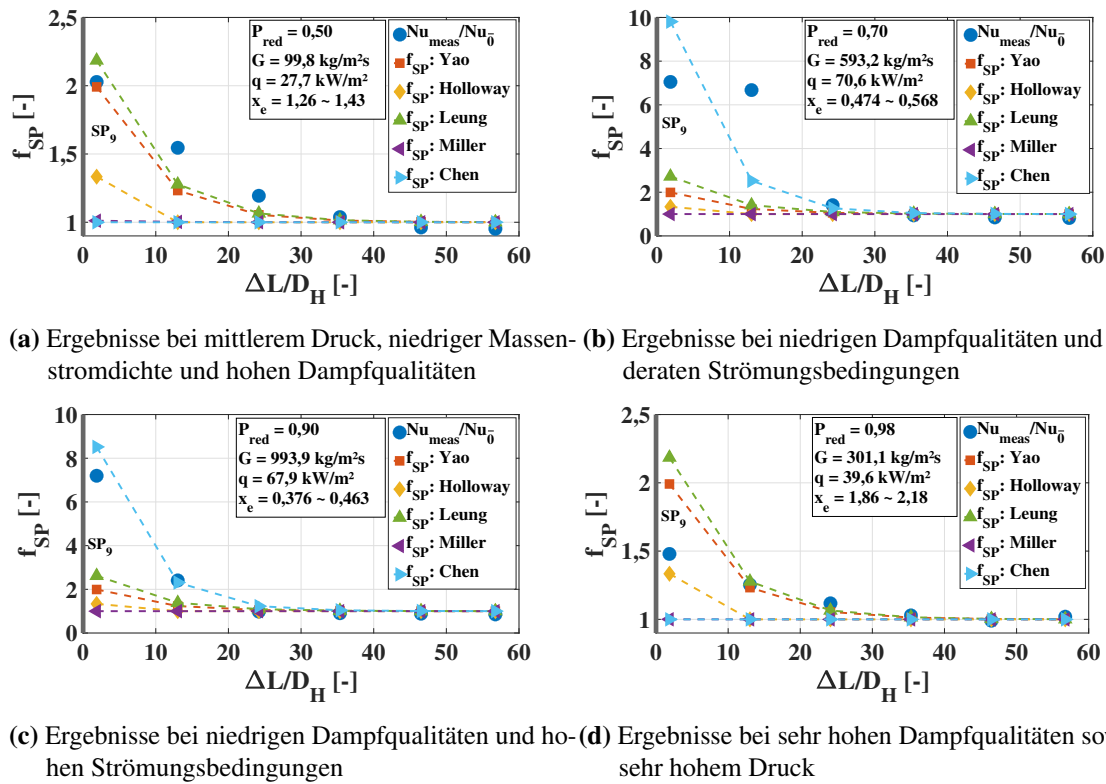 2,5
2
1,5
1
f_SP [-]
SP_9
P_red = 0,50
G = 99,8 kg/m²s
q = 27,7 kW/m²
x_e = 1,26 ~ 1,43
Nu_meas/Nu_0̄
f_SP: Yao
f_SP: Holloway
f_SP: Leung
f_SP: Miller
f_SP: Chen
0 10 20 30 40 50 60
ΔL/D_H [-]
10
8
6
4
2
0
f_SP [-]
SP_9
P_red = 0,70
G = 593,2 kg/m²s
q = 70,6 kW/m²
x_e = 0,474 ~ 0,568
Nu_meas/Nu_0̄
f_SP: Yao
f_SP: Holloway
f_SP: Leung
f_SP: Miller
f_SP: Chen
0 10 20 30 40 50 60
ΔL/D_H [-]
(a) Ergebnisse bei mittlerem Druck, niedriger Massen-
stromdichte und hohen Dampfqualitäten
(b) Ergebnisse bei niedrigen Dampfqualitäten und
deraten Strömungsbedingungen
10
8
6
4
2
0
f_SP [-]
SP_9
P_red = 0,90
G = 993,9 kg/m²s
q = 67,9 kW/m²
x_e = 0,376 ~ 0,463
Nu_meas/Nu_0̄
f_SP: Yao
f_SP: Holloway
f_SP: Leung
f_SP: Miller
f_SP: Chen
0 10 20 30 40 50 60
ΔL/D_H [-]
2,5
2
1,5
1
f_SP [-]
SP_9
P_red = 0,98
G = 301,1 kg/m²s
q = 39,6 kW/m²
x_e = 1,86 ~ 2,18
Nu_meas/Nu_0̄
f_SP: Yao
f_SP: Holloway
f_SP: Leung
f_SP: Miller
f_SP: Chen
0 10 20 30 40 50 60
ΔL/D_H [-]
(c) Ergebnisse bei niedrigen Dampfqualitäten und ho-
hen Strömungsbedingungen
(d) Ergebnisse bei sehr hohen Dampfqualitäten so
sehr hohem Druck